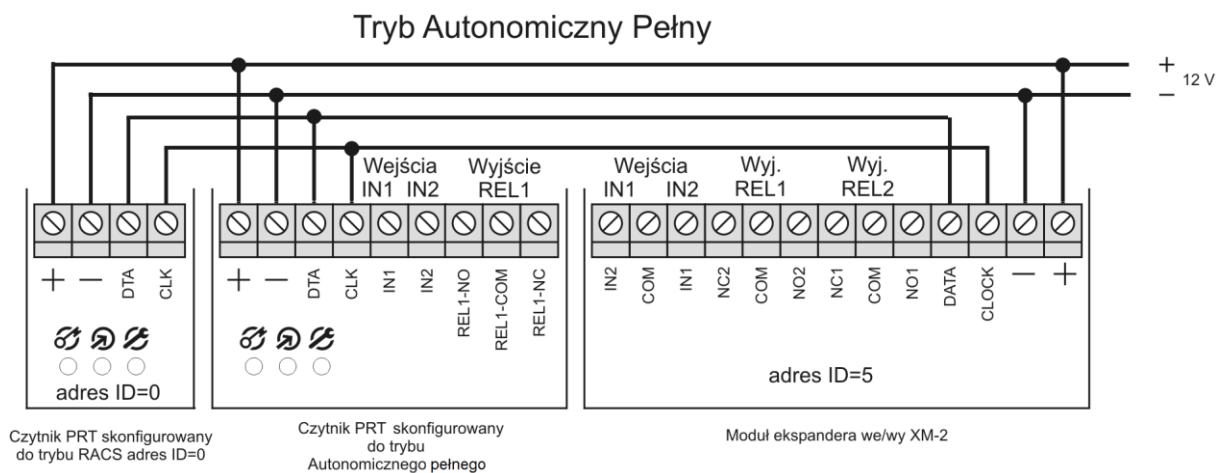 Tryb Autonomiczny Pełny
+
12 V
−
Wejścia
IN1 IN2
Wyjście
REL1
Wejścia
IN1 IN2
Wyj.
REL1
Wyj.
REL2
+ − DTA CLK
+ − DTA CLK IN1 IN2 REL1-NO REL1-COM REL1-NC
IN2 COM IN1 NC2 COM NO2 NC1 COM NO1 DATA CLOCK − +
adres ID=0
adres ID=5
Czytnik PRT skonfigurowany
do trybu RACS adres ID=0
Czytnik PRT skonfigurowany
do trybu
Autonomicznego pełnego
Moduł ekspandera we/wy XM-2